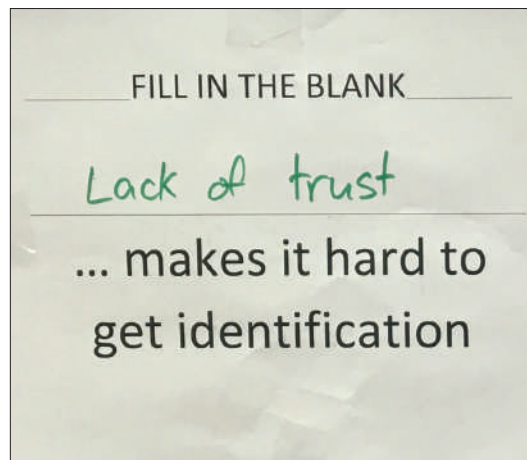 FILL IN THE BLANK
Lack of trust
... makes it hard to
get identification